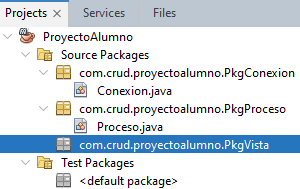 Projects × Services Files
ProyectoAlumno
Source Packages
com.crud.proyectoalumno.PkgConexion
Conexion.java
com.crud.proyectoalumno.PkgProceso
Proceso.java
com.crud.proyectoalumno.PkgVista
Test Packages
<default package>